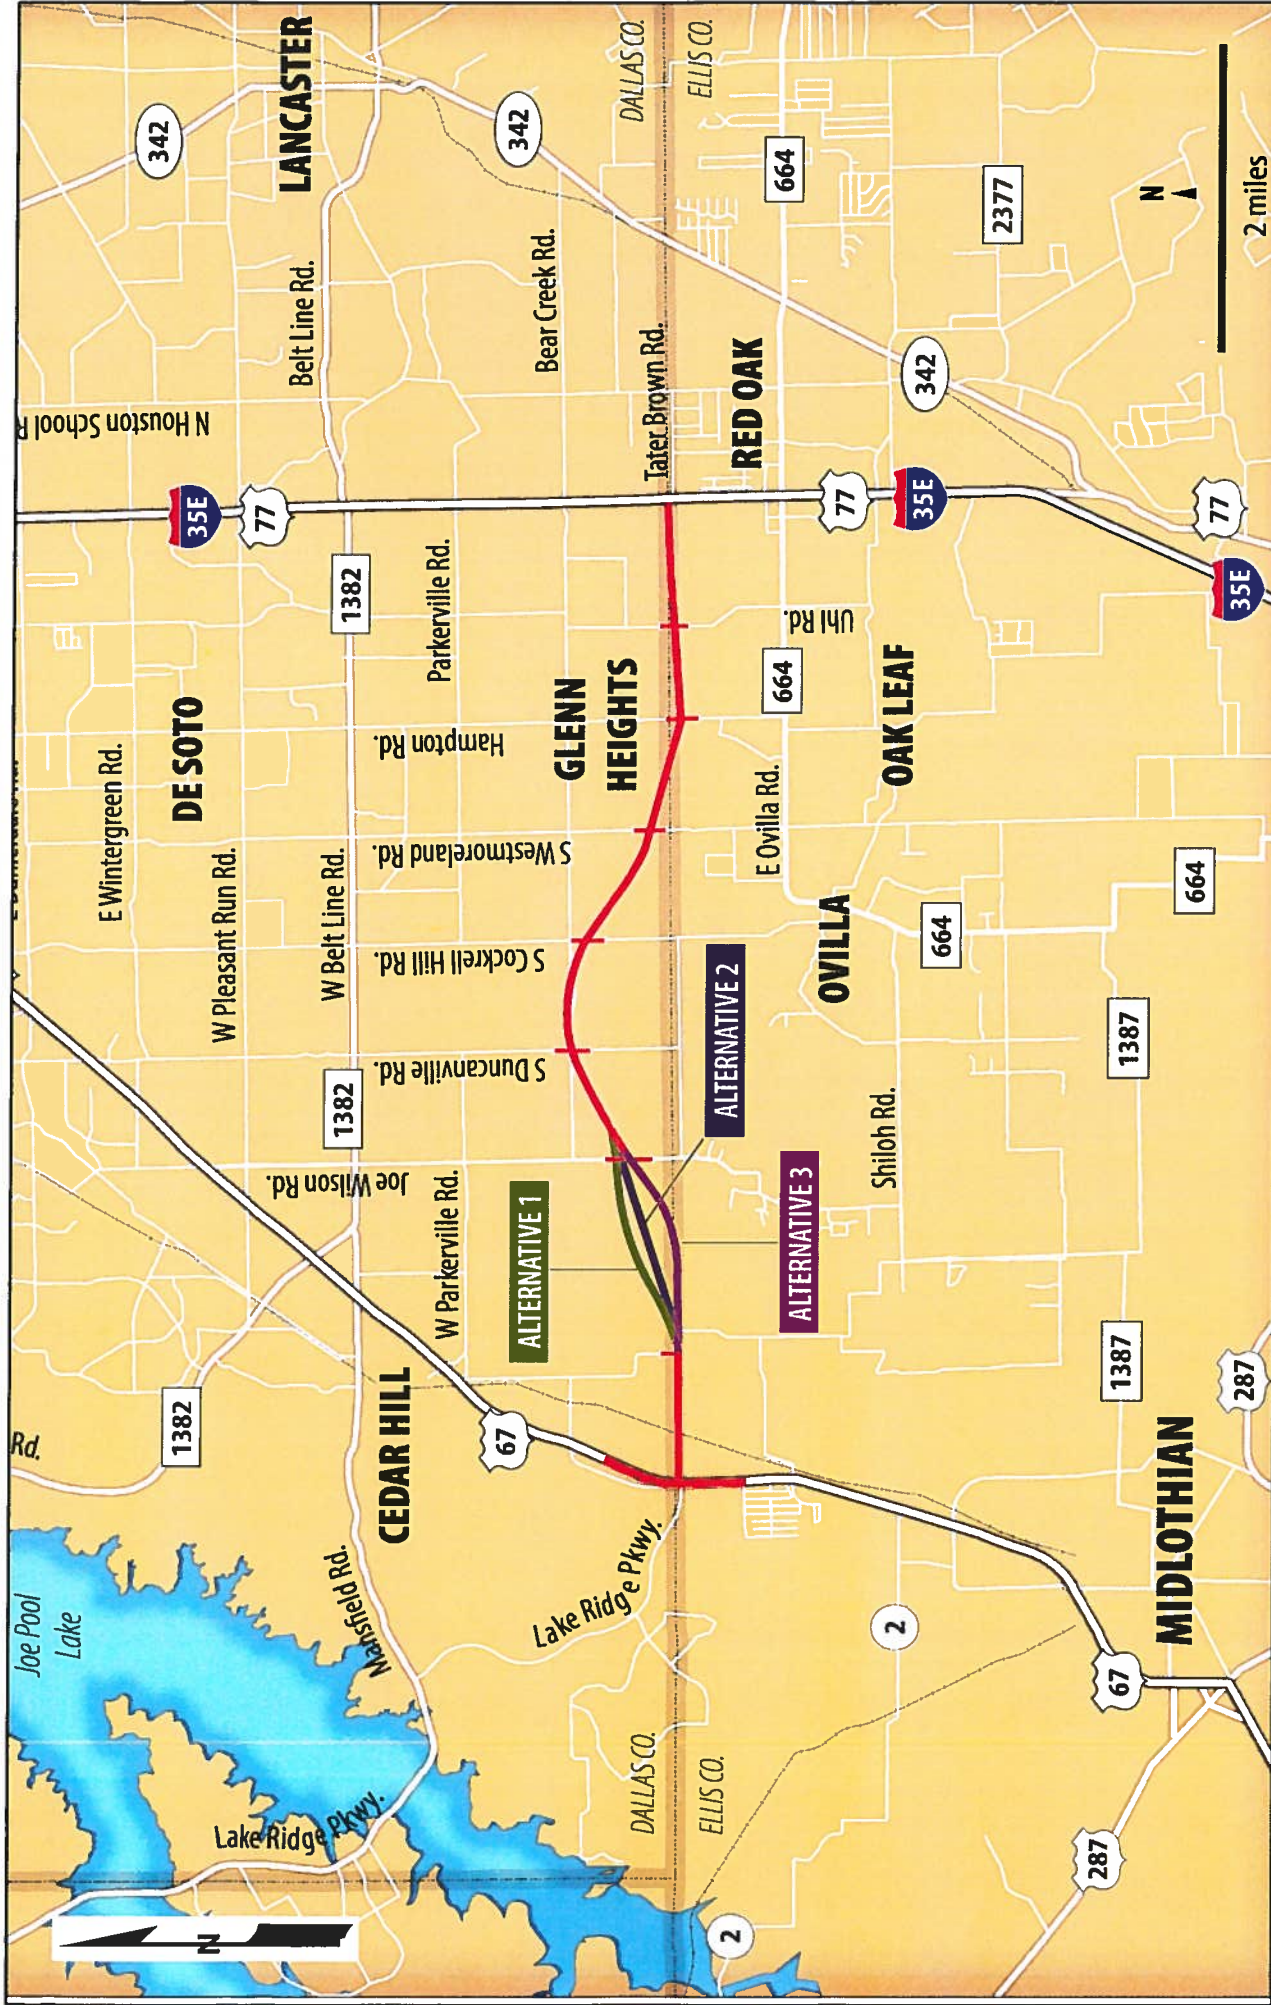 Joe Pool
Lake
Lake Ridge Pkwy.
Mansfield Rd.
Rd.
1382
CEDAR HILL
67
Lake Ridge Pkwy.
DALLAS CO.
ELLIS CO.
2
2
287
67
MIDLOTHIAN
287
1387
1387
N
E Wintergreen Rd.
DE SOTO
W Pleasant Run Rd.
W Belt Line Rd.
1382
1382
Joe Wilson Rd.
W Parkerville Rd.
Parkerville Rd.
S Duncanville Rd.
S Cockrell Hill Rd.
S Westmoreland Rd.
Hampton Rd.
GLENN
HEIGHTS
ALTERNATIVE 1
ALTERNATIVE 2
ALTERNATIVE 3
Shiloh Rd.
OVILLA
E Ovilla Rd.
664
664
664
OAK LEAF
Uhl Rd.
35E
77
N Houston School R
Belt Line Rd.
LANCASTER
342
342
Bear Creek Rd.
Tater Brown Rd.
DALLAS CO.
ELLIS CO.
RED OAK
664
77
35E
342
2377
77
35E
N
2 miles